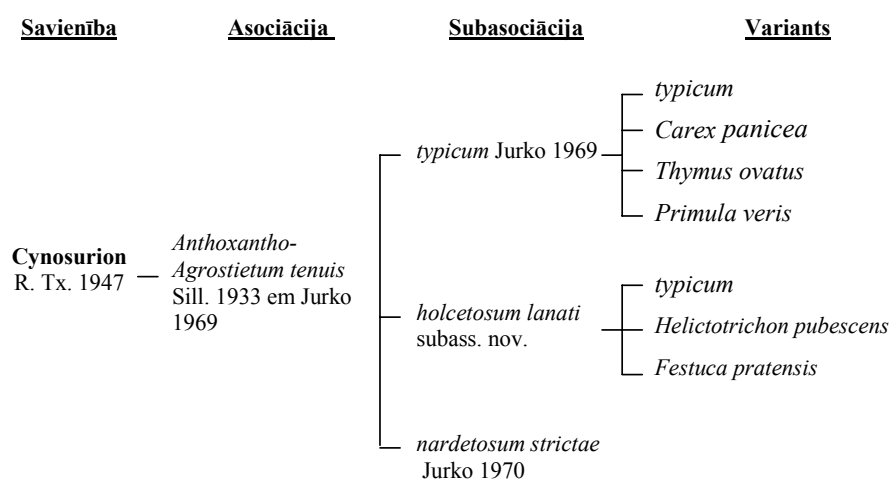 Savienība Asociācija Subasociācija Variants
typicum
Carex panicea
typicum Jurko 1969
Thymus ovatus
Primula veris
Cynosurion
R. Tx. 1947
Anthoxantho-
Agrostietum tenuis
Sill. 1933 em Jurko
1969
typicum
holcetosum lanati
subass. nov.
Helictotrichon pubescens
Festuca pratensis
nardetosum strictae
Jurko 1970